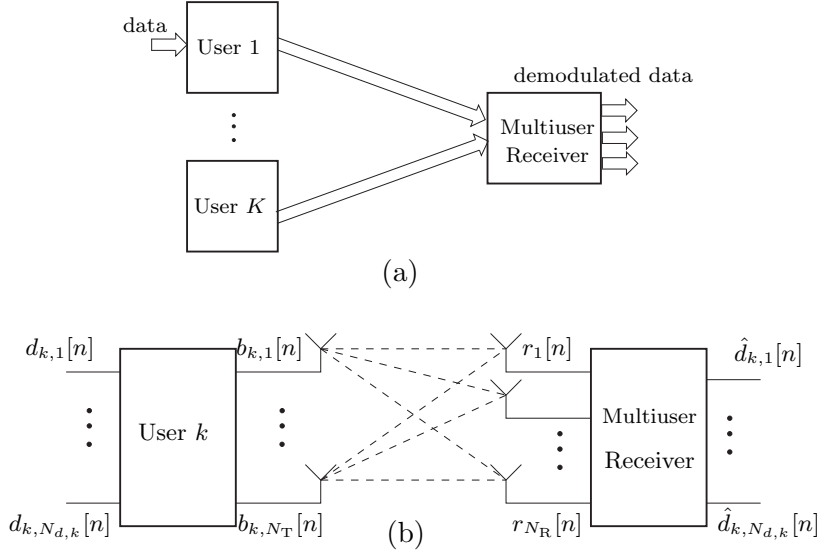 data
User 1
demodulated data
Multiuser
Receiver
User K
(a)
d_{k,1}[n]
b_{k,1}[n]
r_1[n]
\hat{d}_{k,1}[n]
User k
Multiuser
Receiver
d_{k,N_{d,k}}[n]
b_{k,N_T}[n]
r_{N_R}[n]
\hat{d}_{k,N_{d,k}}[n]
(b)